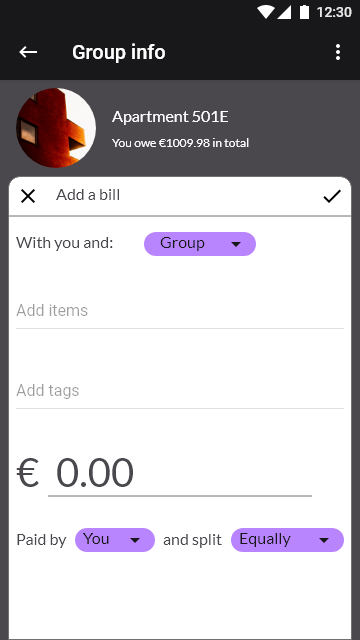 12:30
Group info
Apartment 501E
You owe €1009.98 in total
Add a bill
With you and: Group
Add items
Add tags
€ 0.00
Paid by You and split Equally